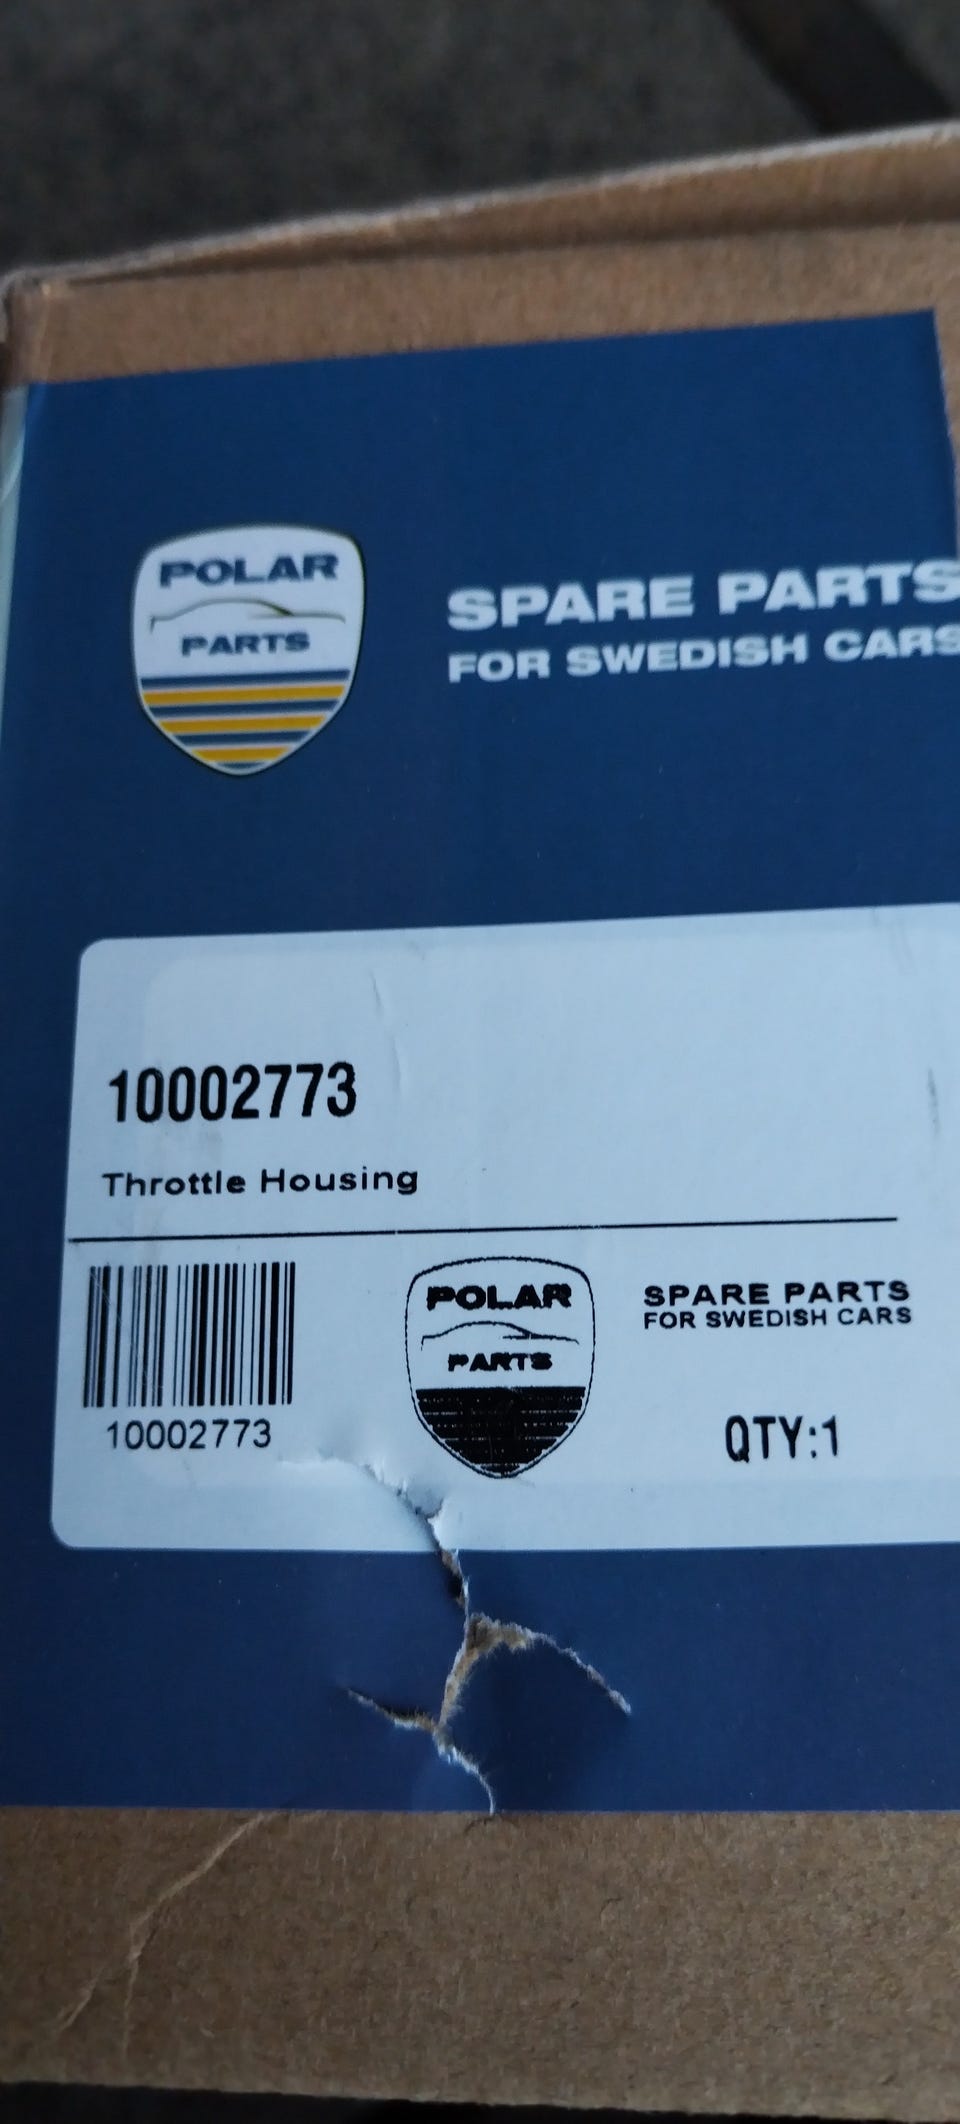 POLAR
PARTS
SPARE PARTS
FOR SWEDISH CARS
10002773
Throttle Housing
10002773
POLAR
PARTS
SPARE PARTS
FOR SWEDISH CARS
QTY:1